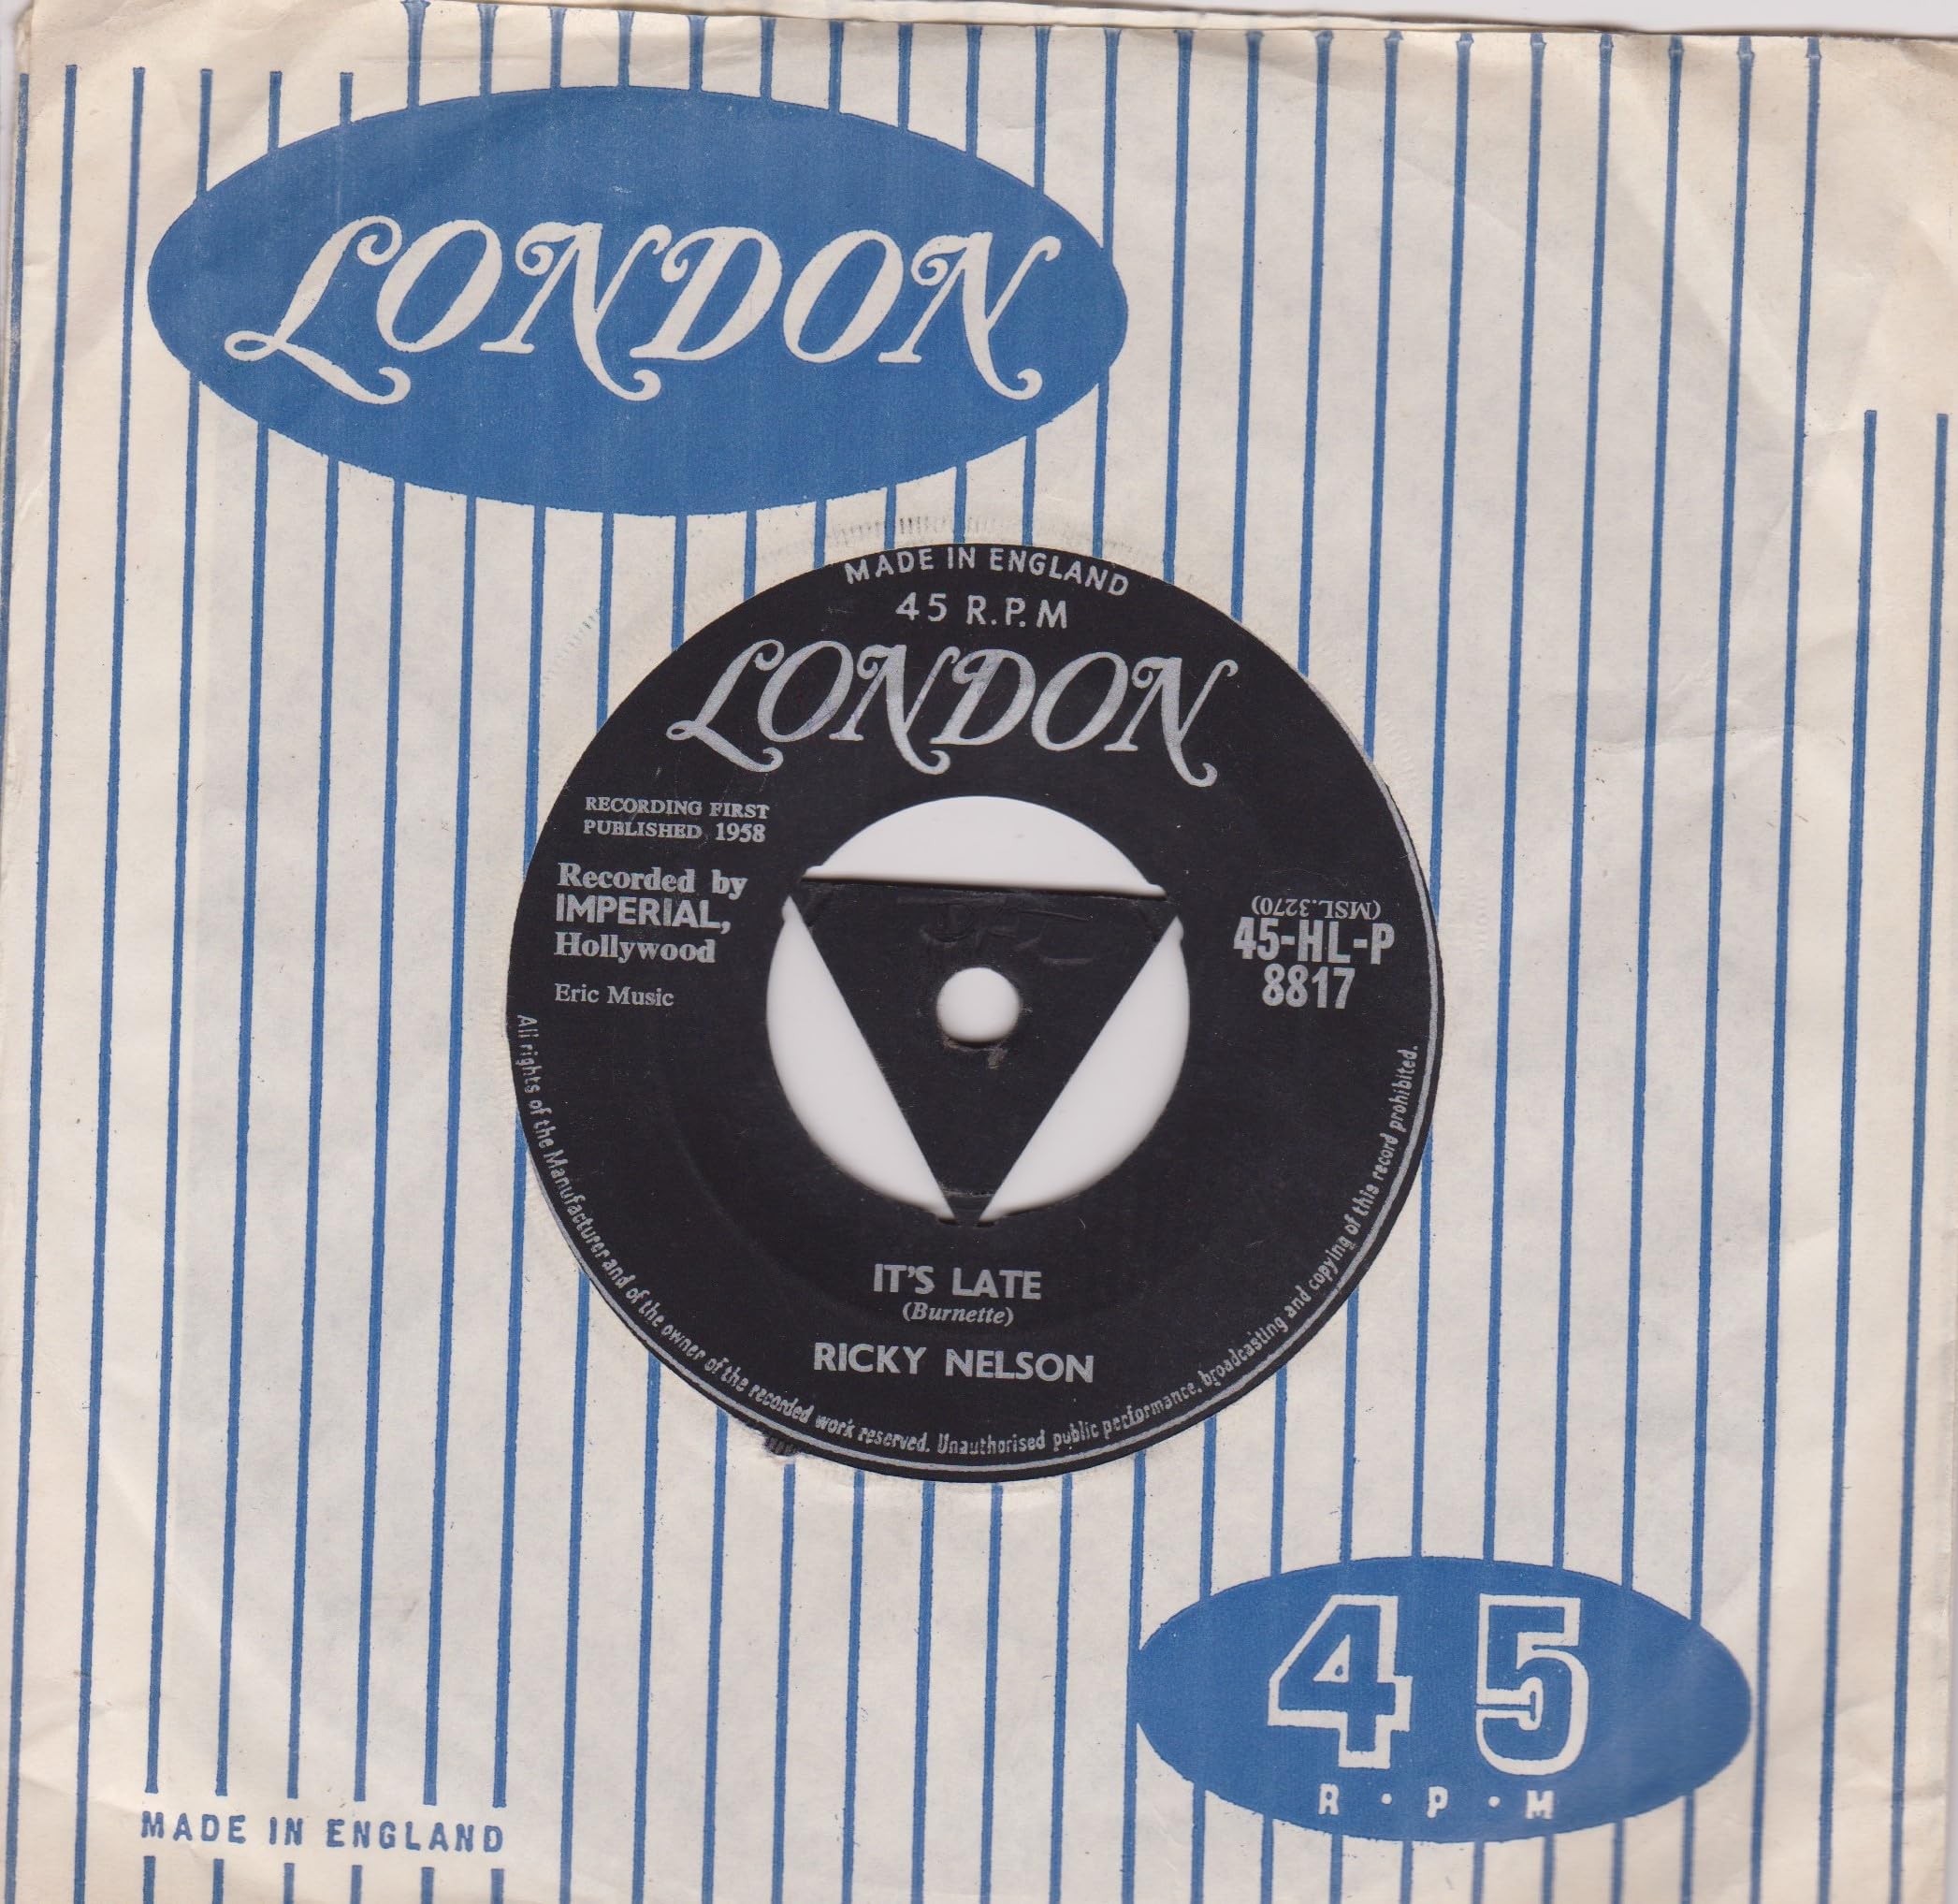 LONDON
MADE IN ENGLAND
45 R.P.M
LONDON
RECORDING FIRST
PUBLISHED 1958
Recorded by
IMPERIAL,
Hollywood
Eric Music
(MSL.3270)
45-HL-P
8817
IT'S LATE
(Burnette)
RICKY NELSON
All rights of the Manufacturer and of the owner of the recorded work reserved. Unauthorised public performance, broadcasting and copying of this record prohibited.
45
R·P·M
MADE IN ENGLAND